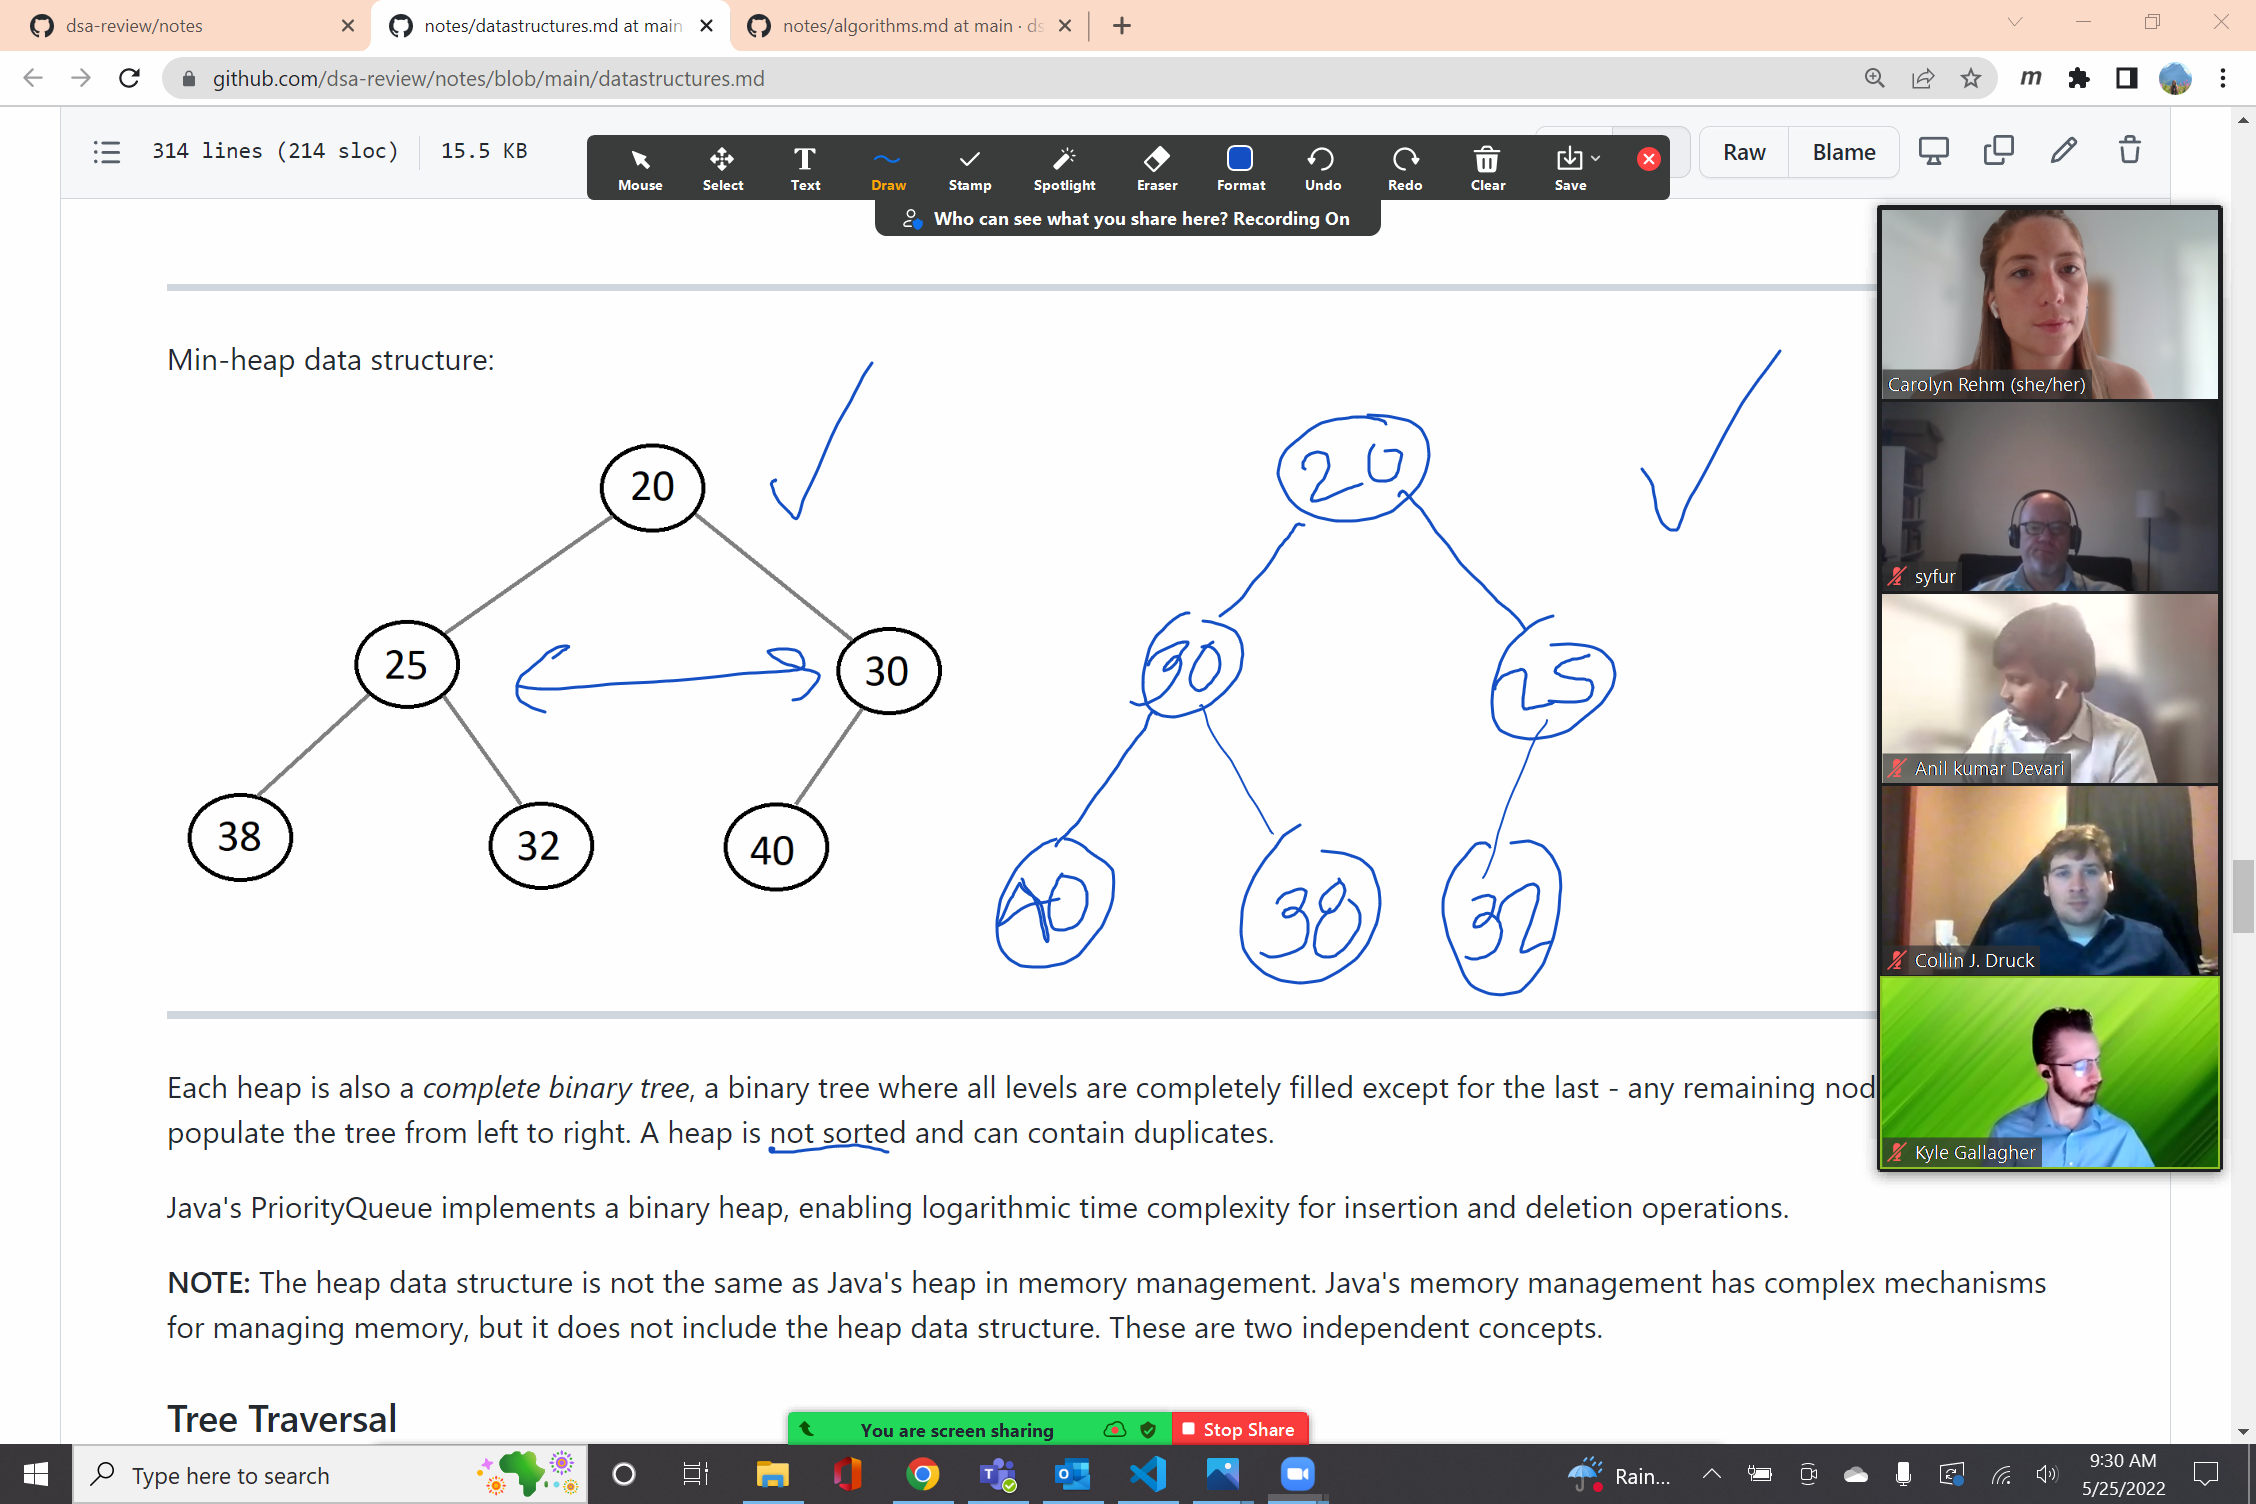 dsa-review/notes
notes/datastructures.md at main
notes/algorithms.md at main · ds
github.com/dsa-review/notes/blob/main/datastructures.md
m
314 lines (214 sloc) 15.5 KB
Raw Blame
Mouse Select Text Draw Stamp Spotlight Eraser Format Undo Redo Clear Save
Who can see what you share here? Recording On
Min-heap data structure:
20
25 30
38 32 40
20
30 25
40 38 32
Carolyn Rehm (she/her)
syfur
Anil kumar Devari
Collin J. Druck
Kyle Gallagher
Each heap is also a complete binary tree, a binary tree where all levels are completely filled except for the last - any remaining nod
populate the tree from left to right. A heap is not sorted and can contain duplicates.
Java's PriorityQueue implements a binary heap, enabling logarithmic time complexity for insertion and deletion operations.
NOTE: The heap data structure is not the same as Java's heap in memory management. Java's memory management has complex mechanisms
for managing memory, but it does not include the heap data structure. These are two independent concepts.
Tree Traversal
You are screen sharing Stop Share
Type here to search
Rain...
9:30 AM
5/25/2022